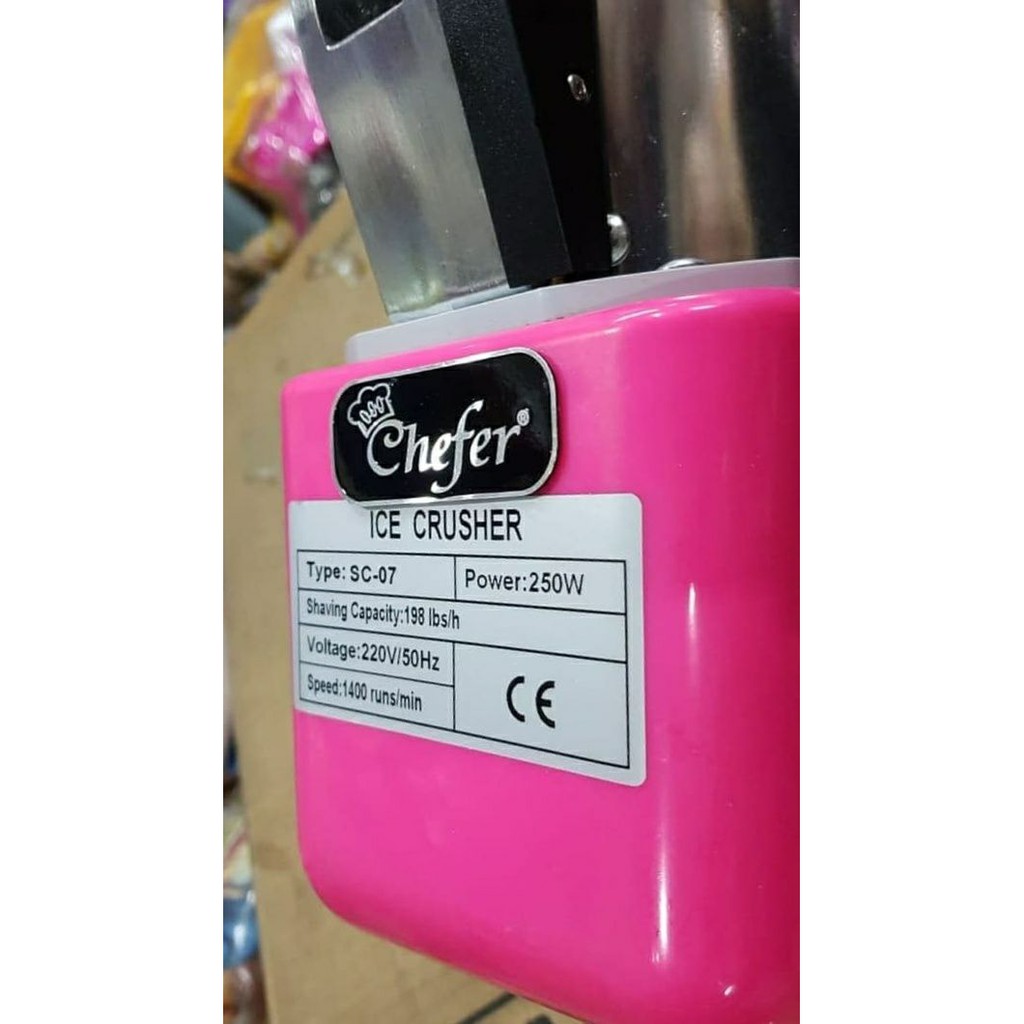 Chefer®
ICE CRUSHER
Type: SC-07
Power:250W
Shaving Capacity:198 lbs/h
Voltage:220V/50Hz
Speed:1400 runs/min
CE